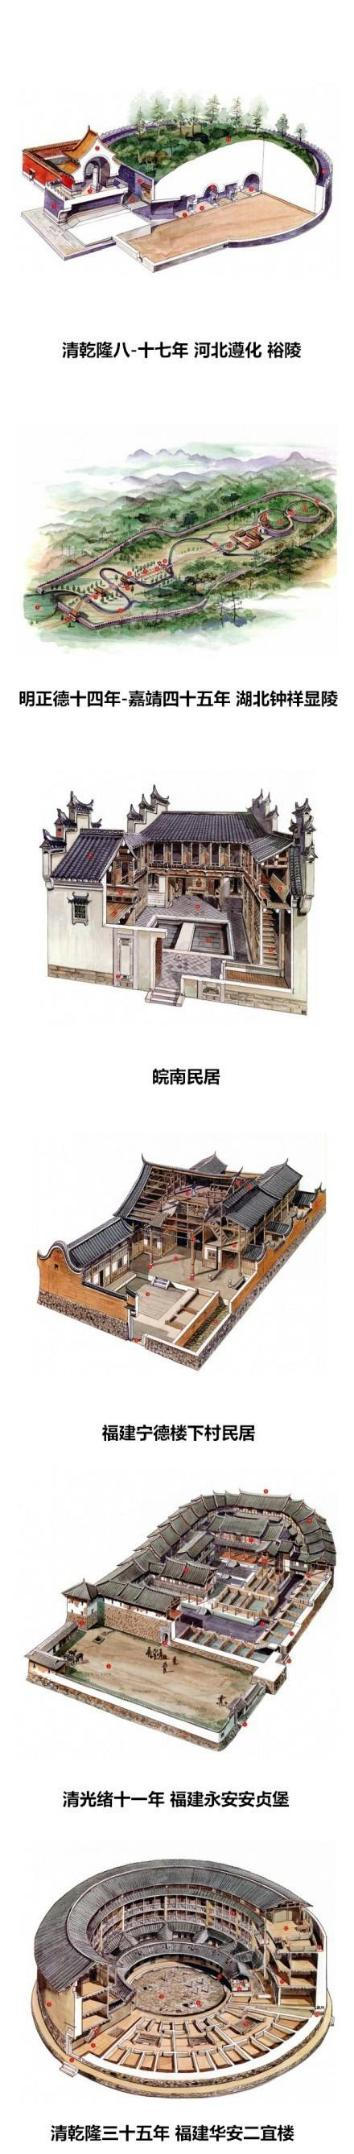 清乾隆八-十七年 河北遵化 裕陵
明正德十四年-嘉靖四十五年 湖北钟祥显陵
皖南民居
福建宁德楼下村民居
清光绪十一年 福建永安安贞堡
清乾隆三十五年 福建华安二宜楼